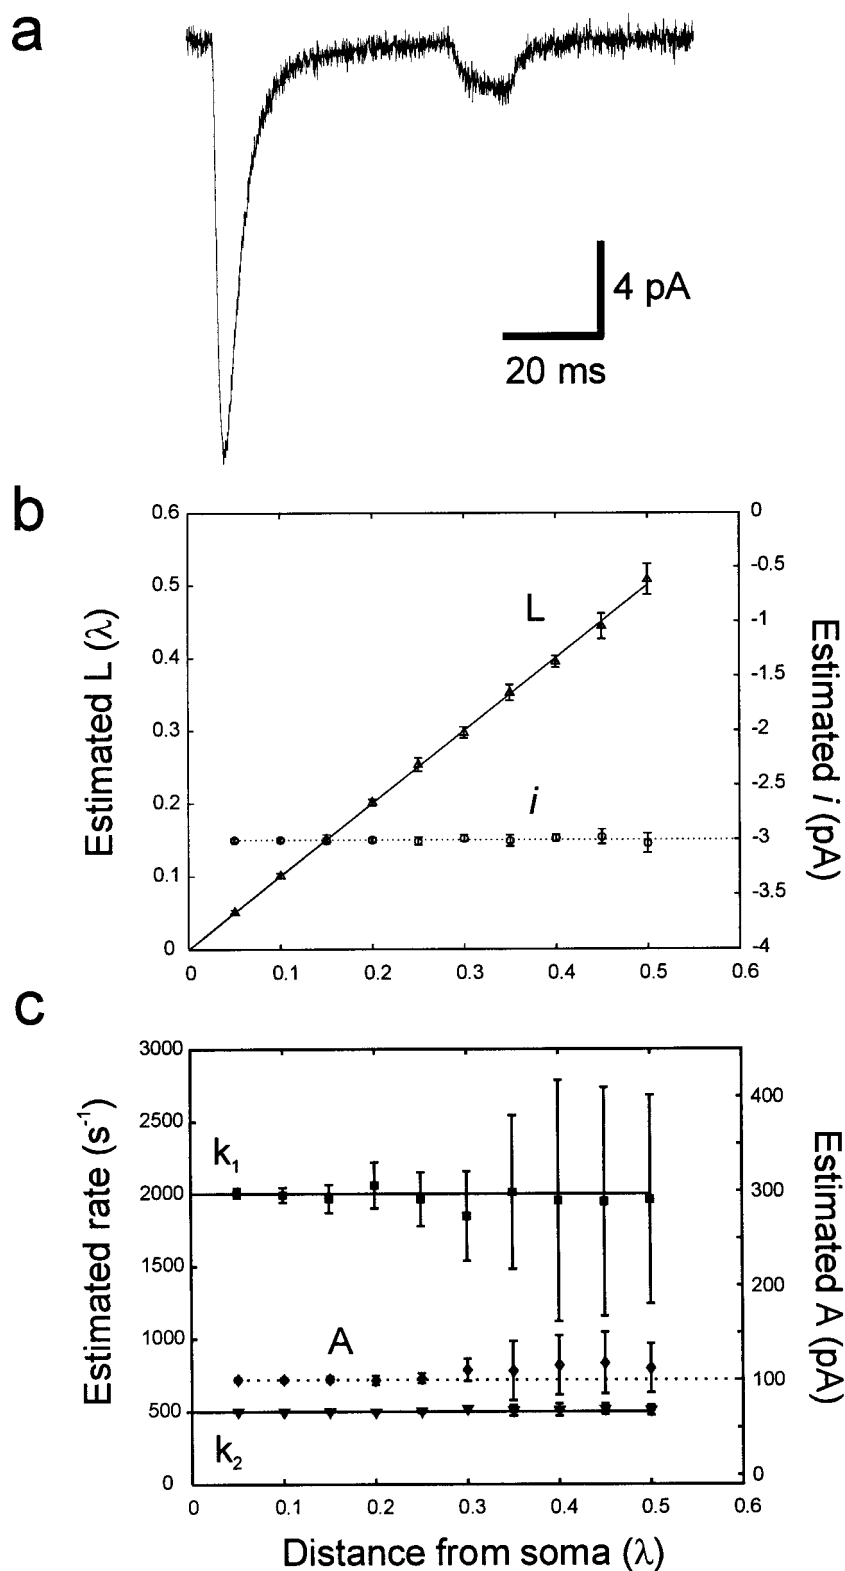 a
4 pA
20 ms
b
Estimated L (λ)
0.6
0.5
0.4
0.3
0.2
0.1
0
L
i
0
-0.5
-1
-1.5
-2
-2.5
-3
-3.5
-4
Estimated i (pA)
0 0.1 0.2 0.3 0.4 0.5 0.6
c
Estimated rate (s⁻¹)
3000
2500
2000
1500
1000
500
0
k₁
A
k₂
400
300
200
100
0
Estimated A (pA)
0 0.1 0.2 0.3 0.4 0.5 0.6
Distance from soma (λ)